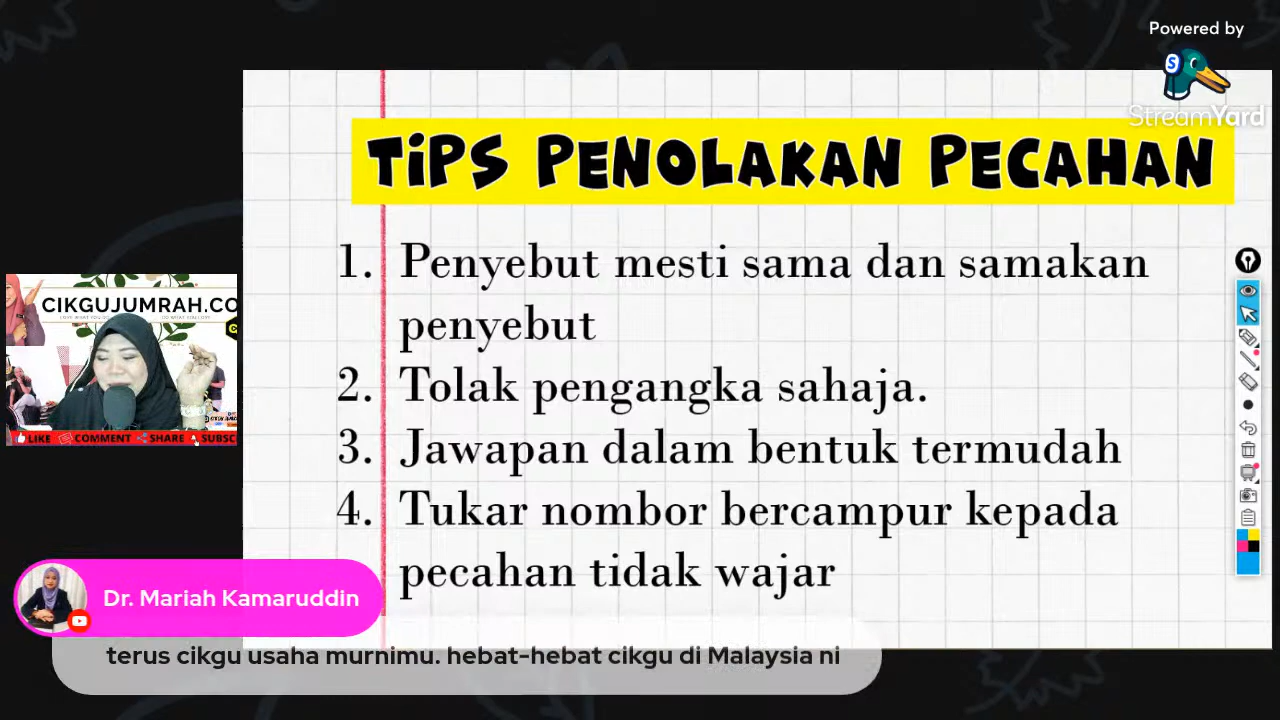 Powered by
StreamYard
TiPS PENOLAKAN PECAHAN
1. Penyebut mesti sama dan samakan
penyebut
2. Tolak pengangka sahaja.
3. Jawapan dalam bentuk termudah
4. Tukar nombor bercampur kepada
pecahan tidak wajar
CIKGUJUMRAH.CO
LIKE COMMENT SHARE SUBSC
Dr. Mariah Kamaruddin
terus cikgu usaha murnimu. hebat-hebat cikgu di Malaysia ni